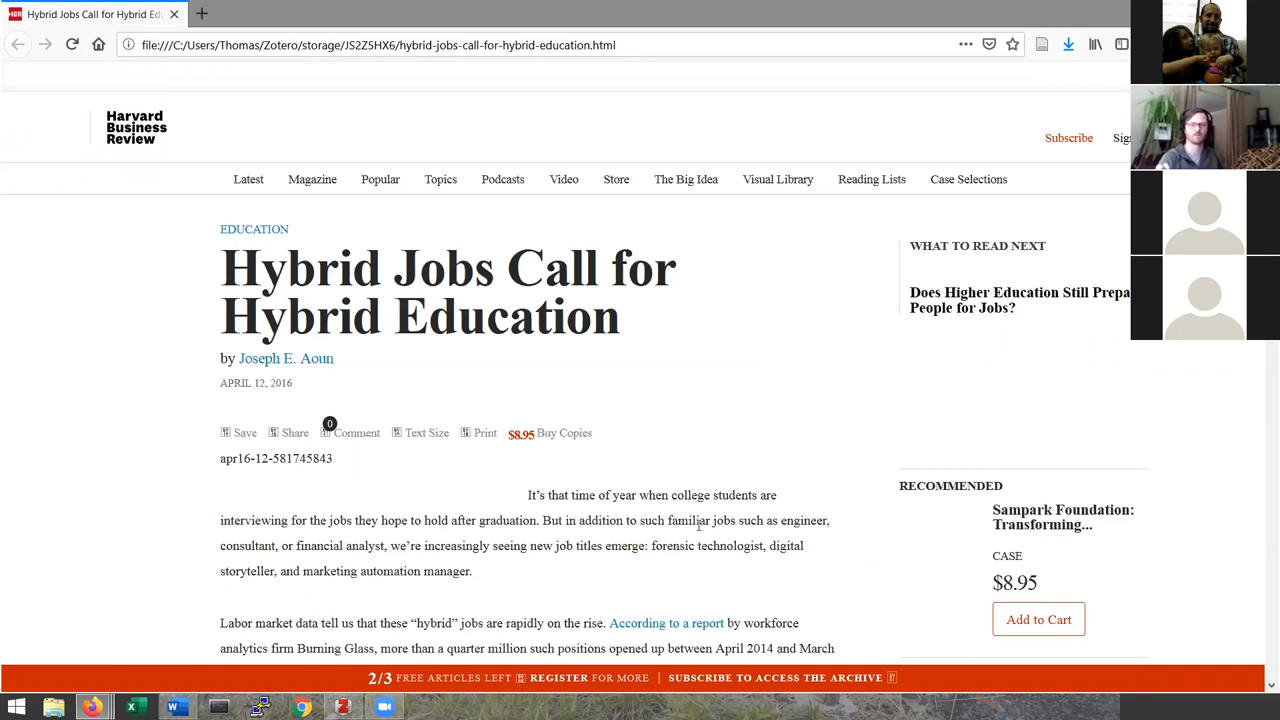 Hybrid Jobs Call for Hybrid Edu
file:///C:/Users/Thomas/Zotero/storage/JS2Z5HX6/hybrid-jobs-call-for-hybrid-education.html
Harvard
Business
Review
Subscribe
Latest Magazine Popular Topics Podcasts Video Store The Big Idea Visual Library Reading Lists Case Selections
EDUCATION
Hybrid Jobs Call for
Hybrid Education
by Joseph E. Aoun
APRIL 12, 2016
0
Save Share Comment Text Size Print $8.95 Buy Copies
apr16-12-581745843
It's that time of year when college students are
interviewing for the jobs they hope to hold after graduation. But in addition to such familiar jobs such as engineer,
consultant, or financial analyst, we're increasingly seeing new job titles emerge: forensic technologist, digital
storyteller, and marketing automation manager.
Labor market data tell us that these “hybrid” jobs are rapidly on the rise. According to a report by workforce
analytics firm Burning Glass, more than a quarter million such positions opened up between April 2014 and March
WHAT TO READ NEXT
Does Higher Education Still Prepa
People for Jobs?
RECOMMENDED
Sampark Foundation:
Transforming...
CASE
$8.95
Add to Cart
2/3 FREE ARTICLES LEFT REGISTER FOR MORE | SUBSCRIBE TO ACCESS THE ARCHIVE